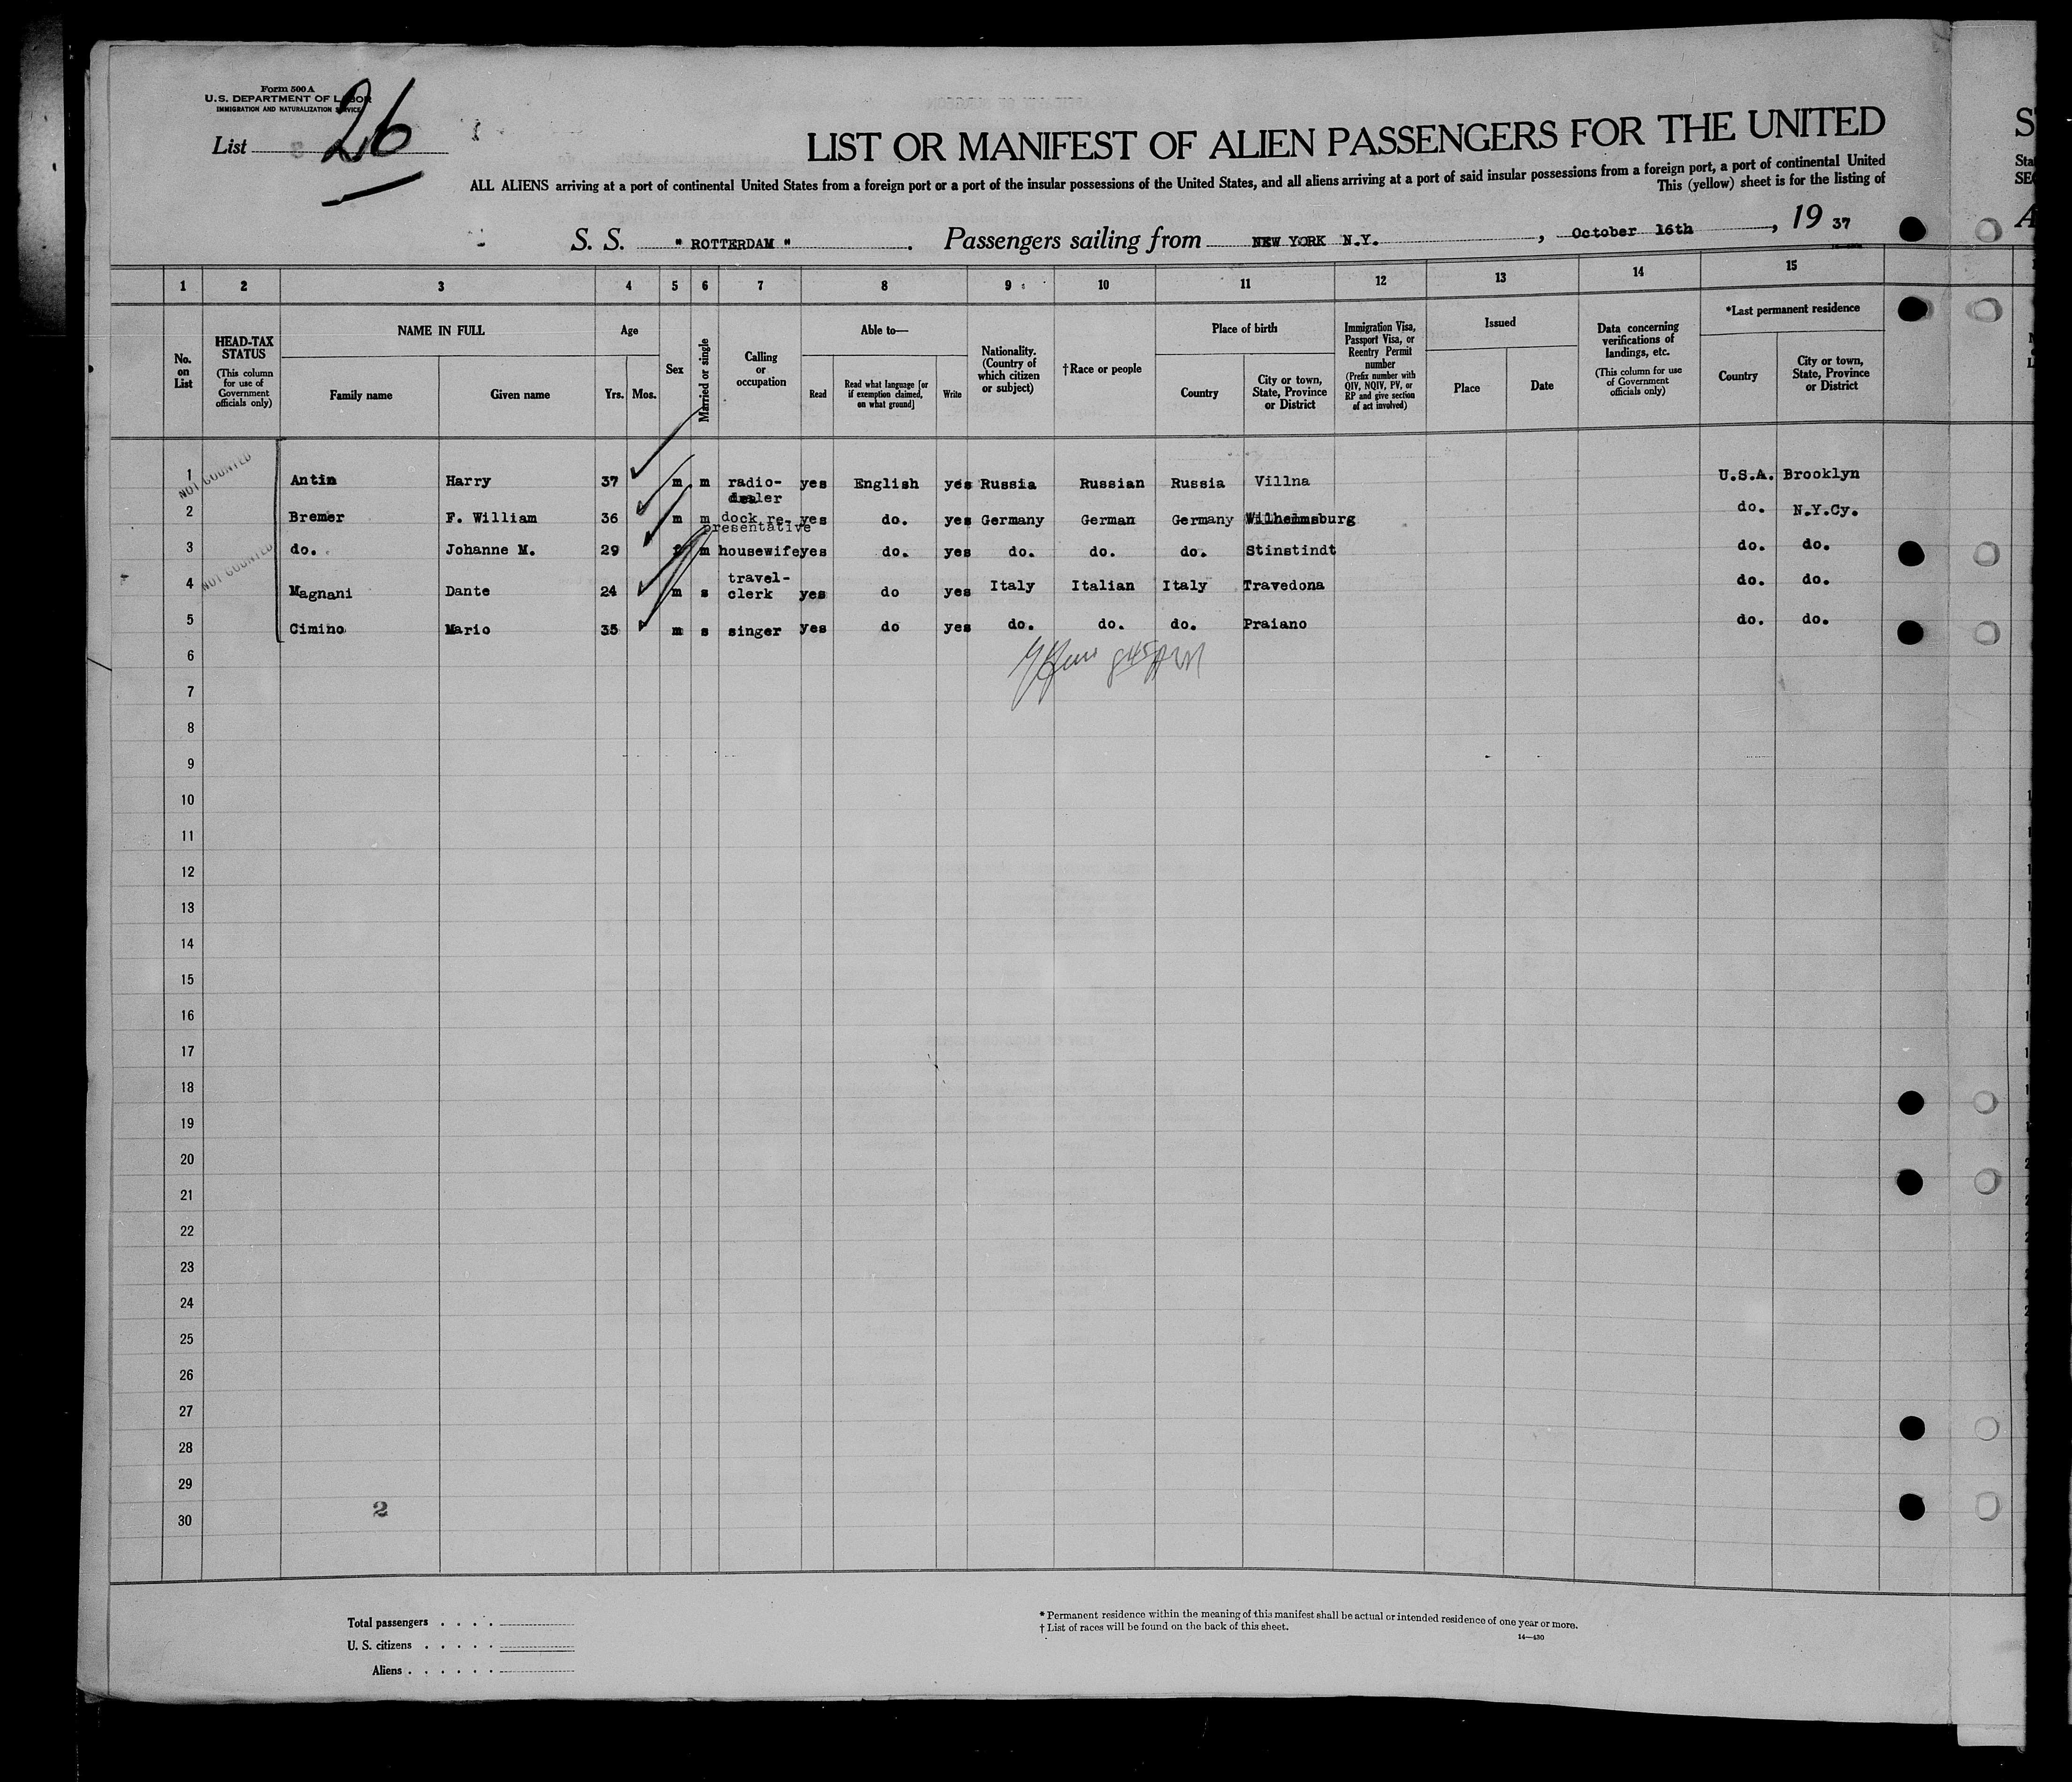 Form 500 A
U.S. DEPARTMENT OF LABOR
IMMIGRATION AND NATURALIZATION SERVICE
List 26
LIST OR MANIFEST OF ALIEN PASSENGERS FOR THE UNITED
ALL ALIENS arriving at a port of continental United States from a foreign port or a port of the insular possessions of the United States, and all aliens arriving at a port of said insular possessions from a foreign port, a port of continental United
This (yellow) sheet is for the listing of
S. S. " ROTTERDAM ". Passengers sailing from NEW YORK N.Y., October 16th, 19 37
1 2 3 4 5 6 7 8 9 10 11 12 13 14 15
No. on List
HEAD-TAX STATUS
(This column for use of Government officials only)
NAME IN FULL
Family name Given name
Age
Yrs. Mos.
Sex
Married or single
Calling or occupation
Able to—
Read
Read what language [or if exemption claimed, on what ground]
Write
Nationality. (Country of which citizen or subject)
†Race or people
Place of birth
Country
City or town, State, Province or District
Immigration Visa, Passport Visa, or Reentry Permit number
(Prefix number with QIV, NQIV, PV, or RP and give section of act involved)
Issued
Place Date
Data concerning verifications of landings, etc.
(This column for use of Government officials only)
*Last permanent residence
Country
City or town, State, Province or District
NOT COUNTED
1 Antin Harry 37 m m radio-dealer yes English yes Russia Russian Russia Villna U.S.A. Brooklyn
2 Bremer F. William 36 m m dock re-presentative yes do. yes Germany German Germany Wilhemsburg do. N.Y.Cy.
3 do. Johanne M. 29 f m housewife yes do. yes do. do. do. Stinstindt do. do.
NOT COUNTED
4 Magnani Dante 24 m s travel-clerk yes do yes Italy Italian Italy Travedona do. do.
5 Cimino Mario 35 m s singer yes do yes do. do. do. Praiano do. do.
6
7
8
9
10
11
12
13
14
15
16
17
18
19
20
21
22
23
24
25
26
27
28
29
2
30
Total passengers
U. S. citizens
Aliens
* Permanent residence within the meaning of this manifest shall be actual or intended residence of one year or more.
† List of races will be found on the back of this sheet.
14—430